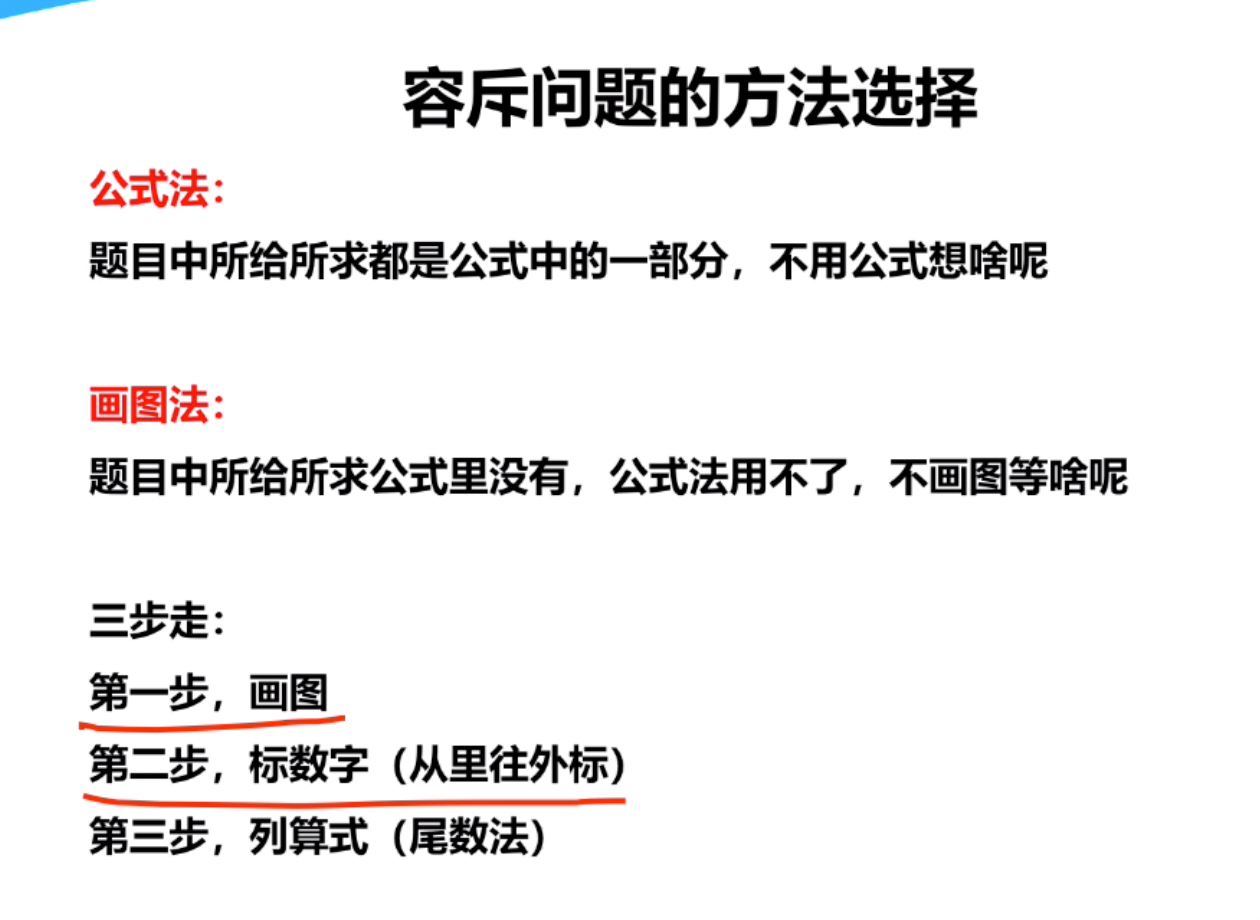 容斥问题的方法选择
公式法：
题目中所给所求都是公式中的一部分，不用公式想啥呢
画图法：
题目中所给所求公式里没有，公式法用不了，不画图等啥呢
三步走：
第一步，画图
第二步，标数字（从里往外标）
第三步，列算式（尾数法）